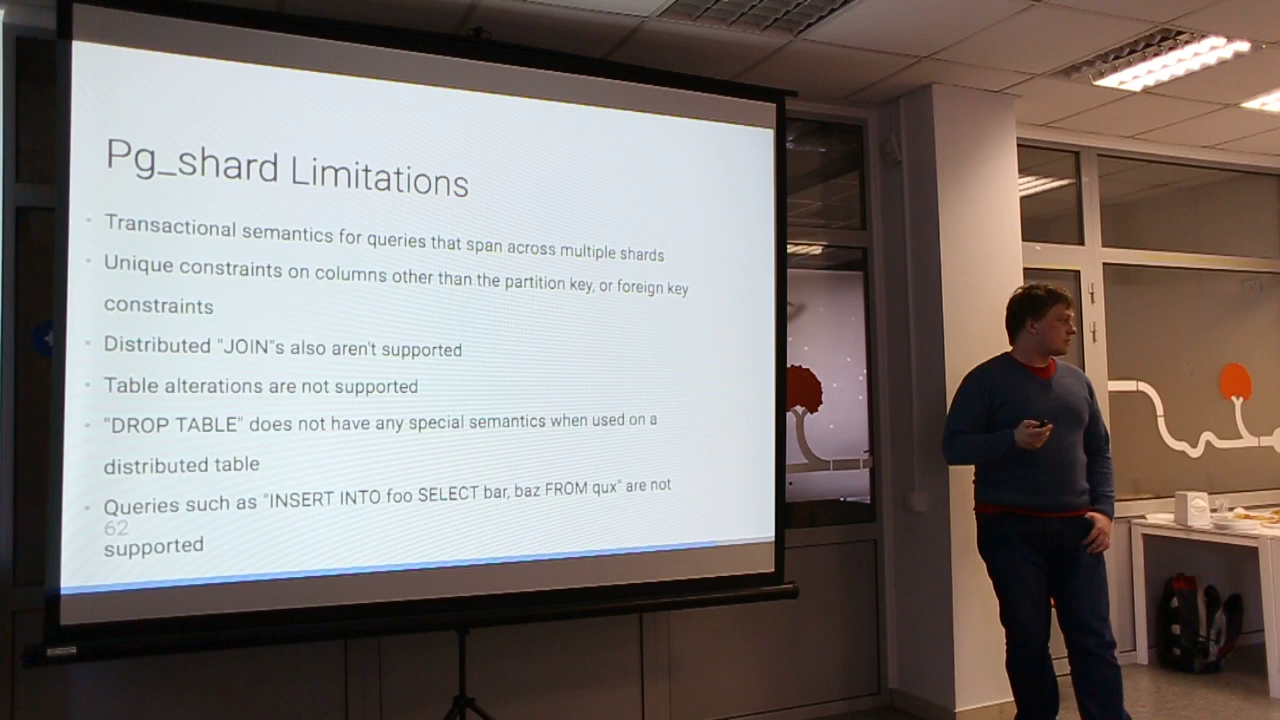 Pg_shard Limitations
Transactional semantics for queries that span across multiple shards
Unique constraints on columns other than the partition key, or foreign key
constraints
Distributed "JOIN"s also aren't supported
Table alterations are not supported
"DROP TABLE" does not have any special semantics when used on a
distributed table
Queries such as "INSERT INTO foo SELECT bar, baz FROM qux" are not
62
supported